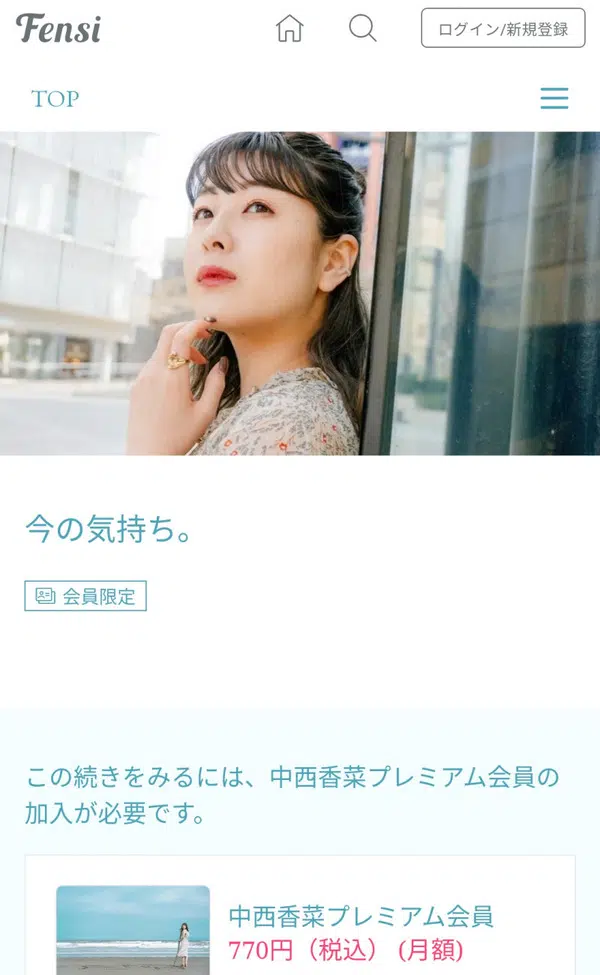 Fensi
ログイン/新規登録
TOP
今の気持ち。
会員限定
この続きをみるには、中西香菜プレミアム会員の
加入が必要です。
中西香菜プレミアム会員
770円（税込） (月額)